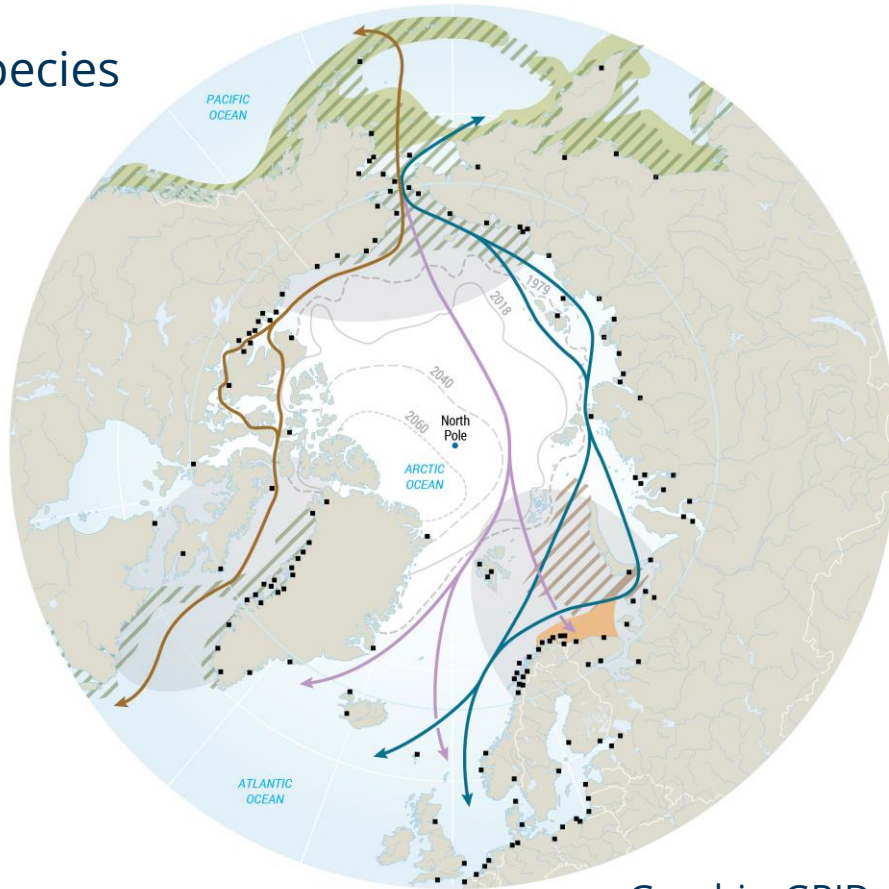 pecies
PACIFIC
OCEAN
1979
2018
2040
2060
North
Pole
ARCTIC
OCEAN
ATLANTIC
OCEAN